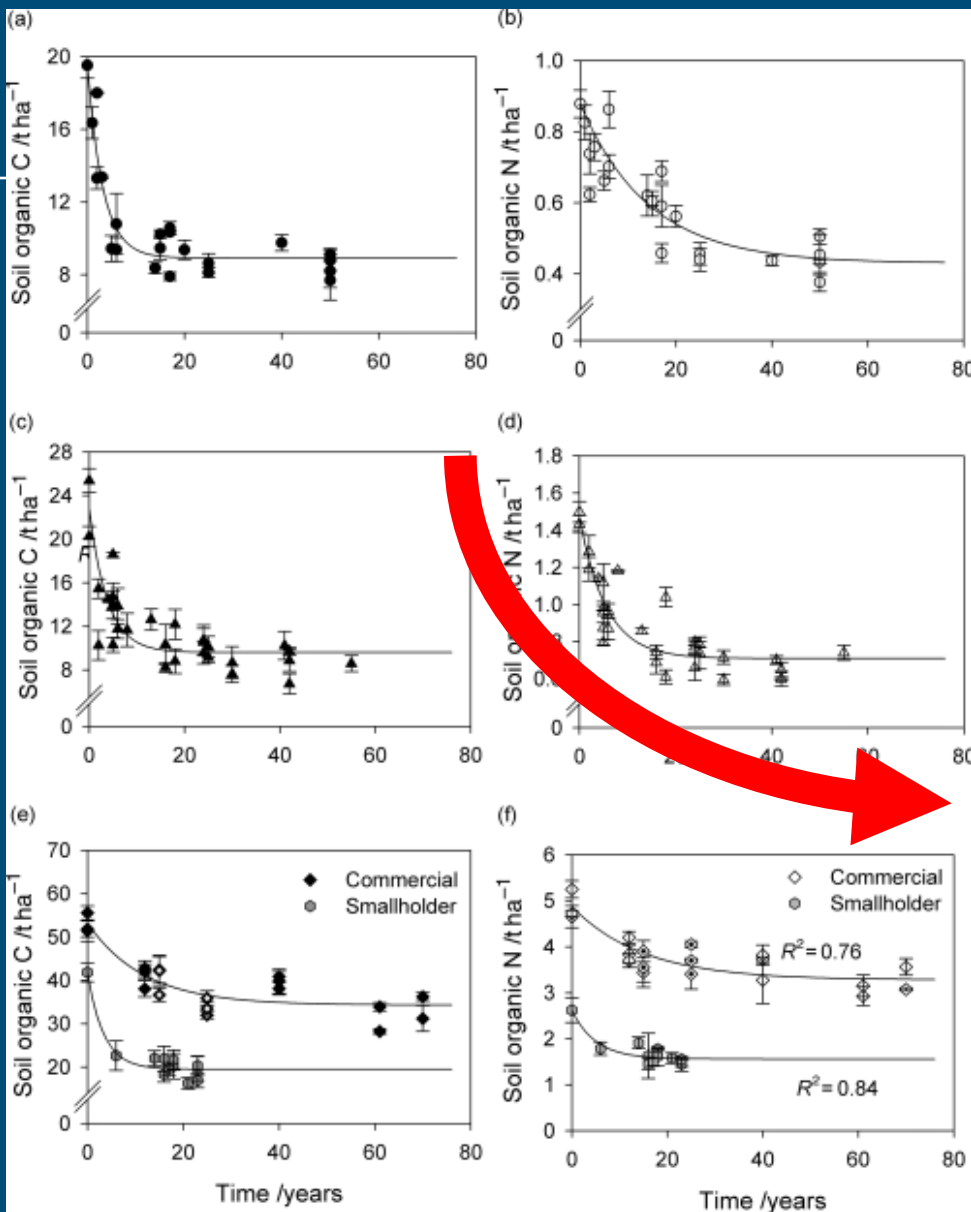 (a)
Soil organic C /t ha⁻¹
20
16
12
8
0
0 20 40 60 80
(b)
Soil organic N /t ha⁻¹
1.0
0.8
0.6
0.4
0
0 20 40 60 80
(c)
Soil organic C /t ha⁻¹
28
24
20
16
12
8
0
0 20 40 60 80
(d)
organic N /t ha⁻¹
1.8
1.6
1.4
1.2
0
0 40 60 80
(e)
Soil organic C /t ha⁻¹
70
60
50
40
30
20
0
Commercial
Smallholder
0 20 40 60 80
Time /years
(f)
Soil organic N /t ha⁻¹
6
5
4
3
2
1
0
Commercial
Smallholder
R² = 0.76
R² = 0.84
0 20 40 60 80
Time /years